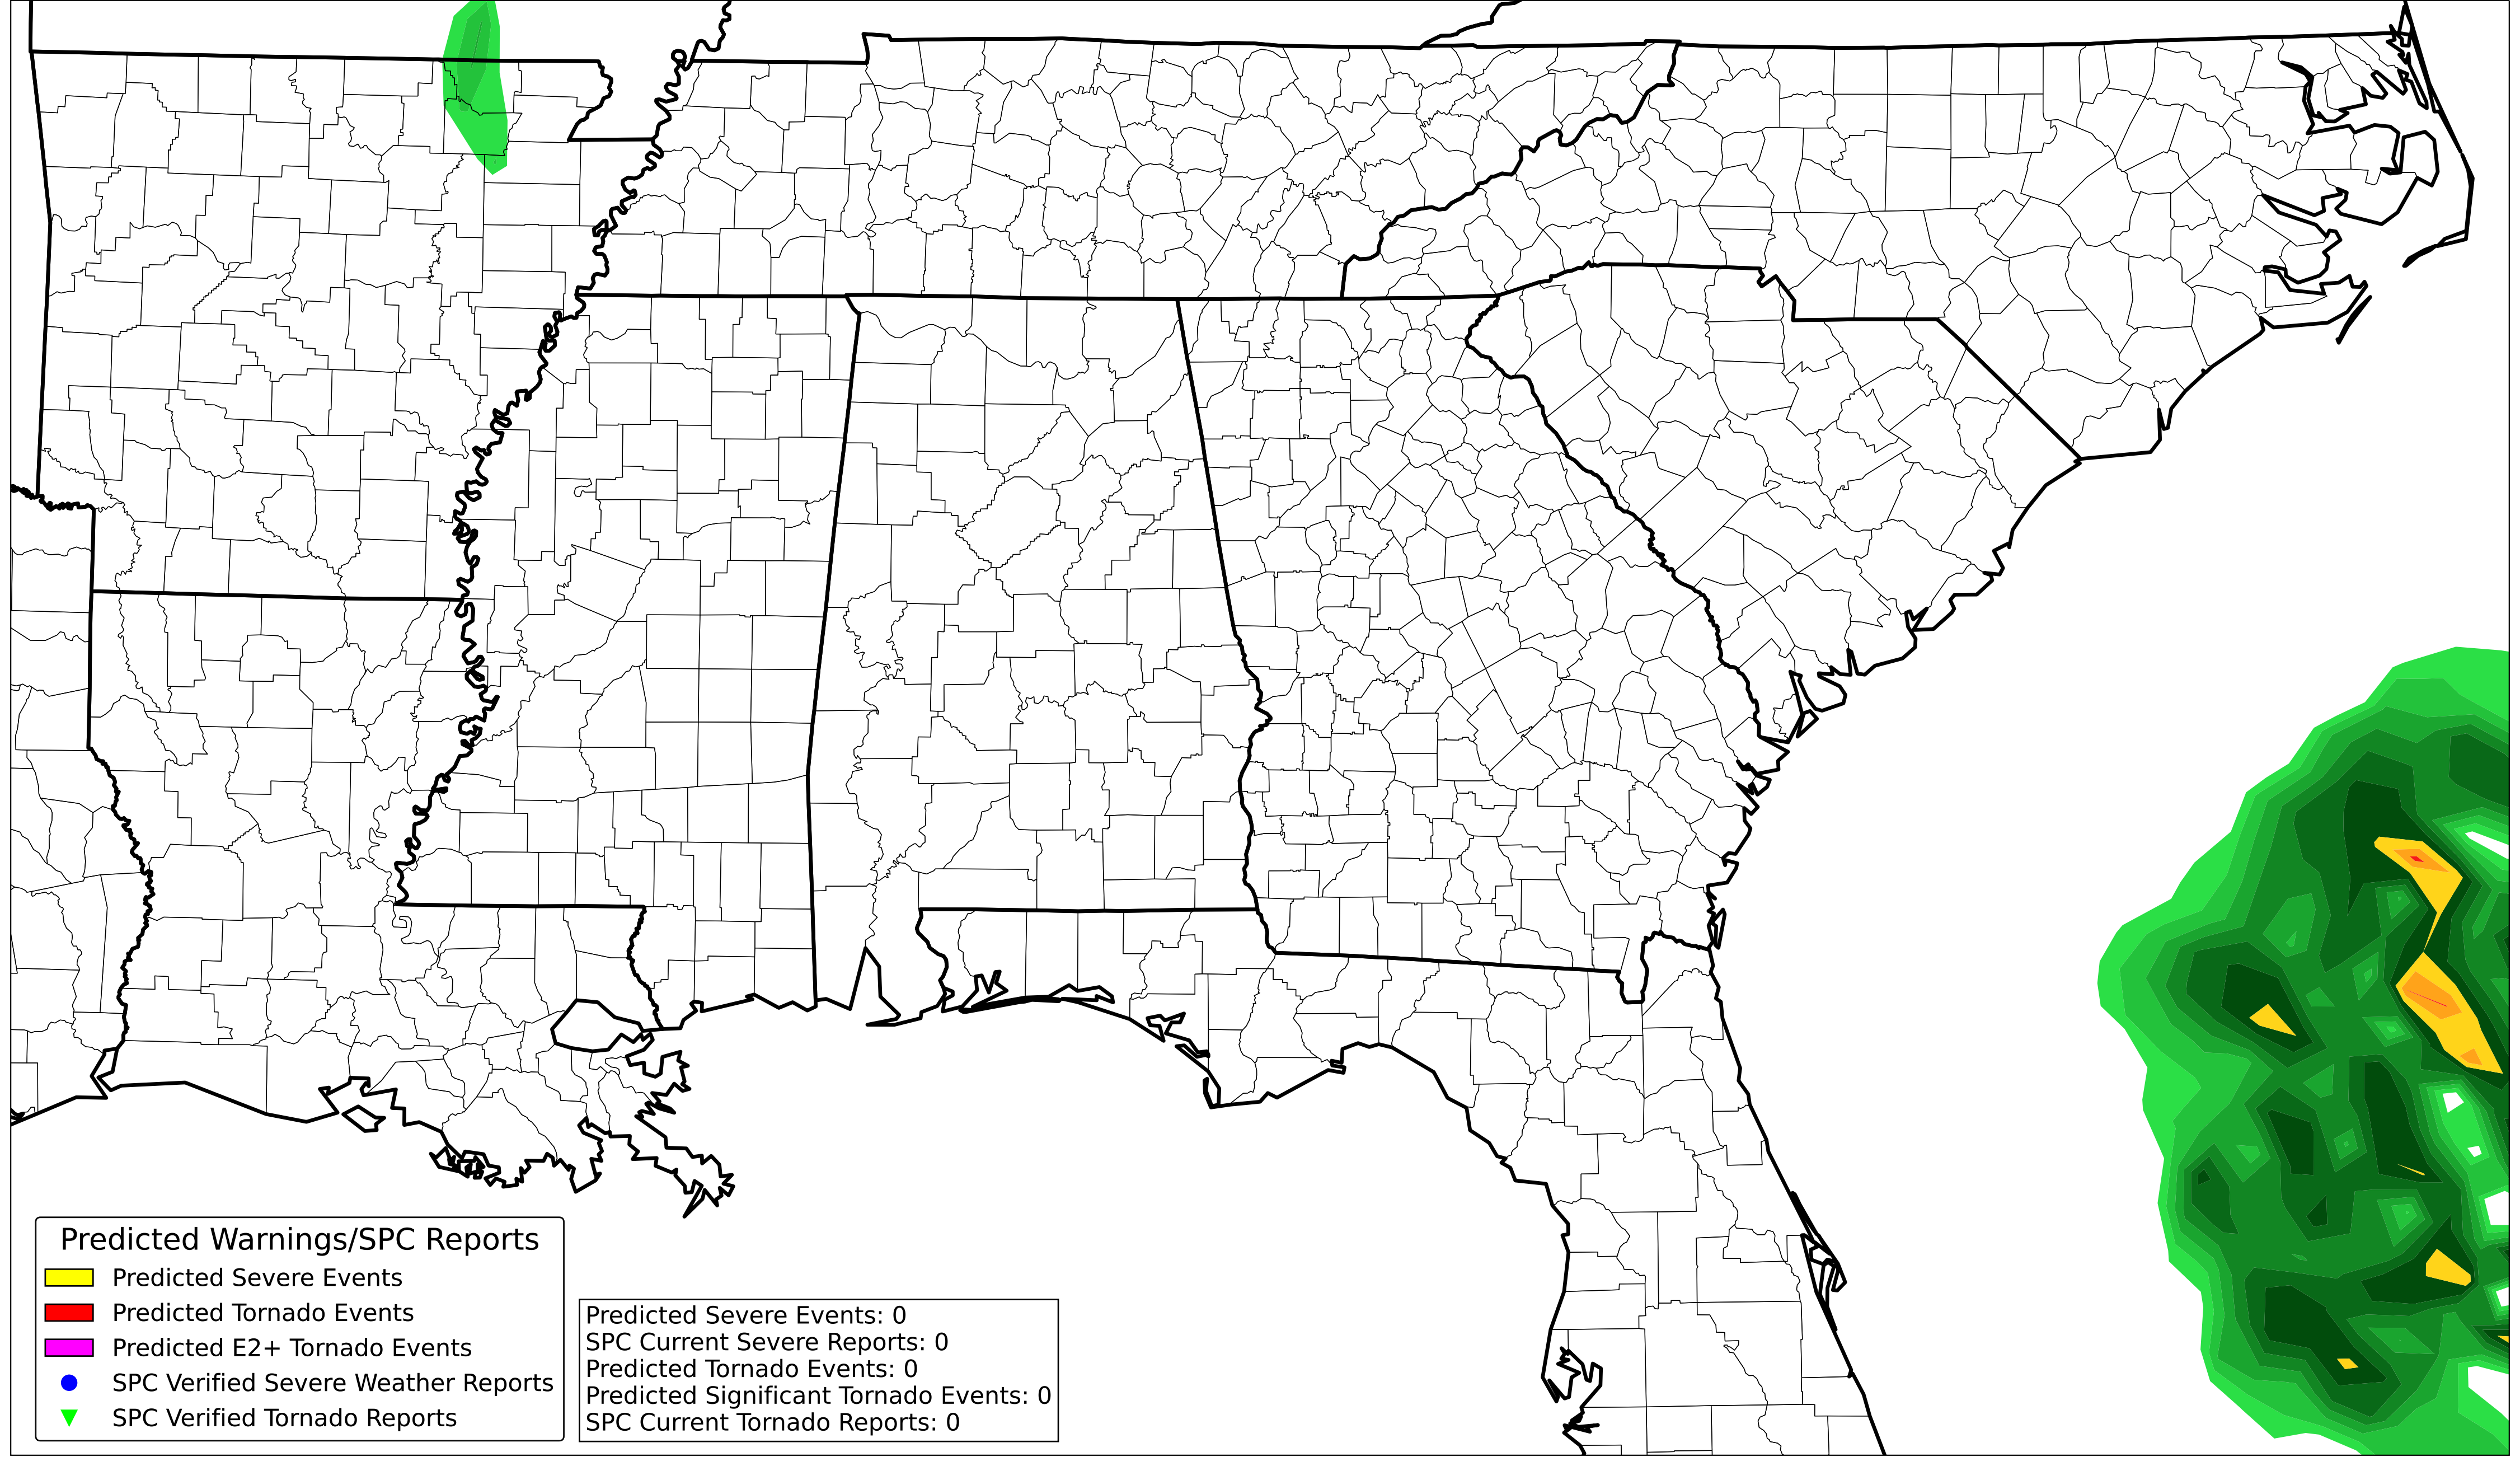 Predicted Warnings/SPC Reports
Predicted Severe Events
Predicted Tornado Events
Predicted E2+ Tornado Events
SPC Verified Severe Weather Reports
SPC Verified Tornado Reports
Predicted Severe Events: 0
SPC Current Severe Reports: 0
Predicted Tornado Events: 0
Predicted Significant Tornado Events: 0
SPC Current Tornado Reports: 0